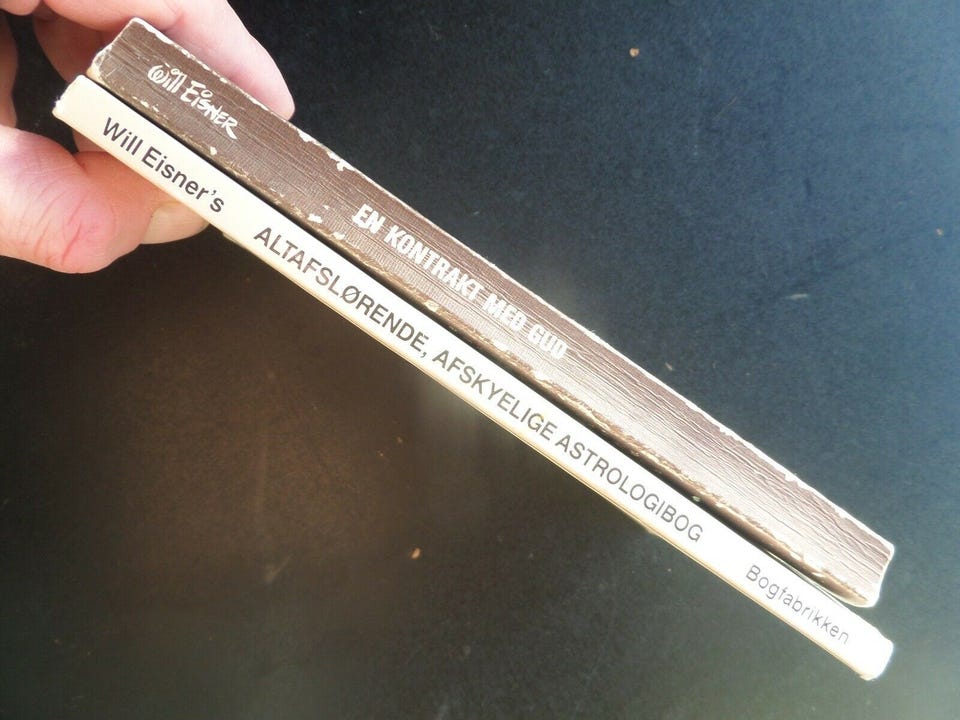 Will EISNER EN KONTRAKT MED GUD
Will Eisner's ALTAFSLØRENDE, AFSKYELIGE ASTROLOGIBOG Bogfabrikken